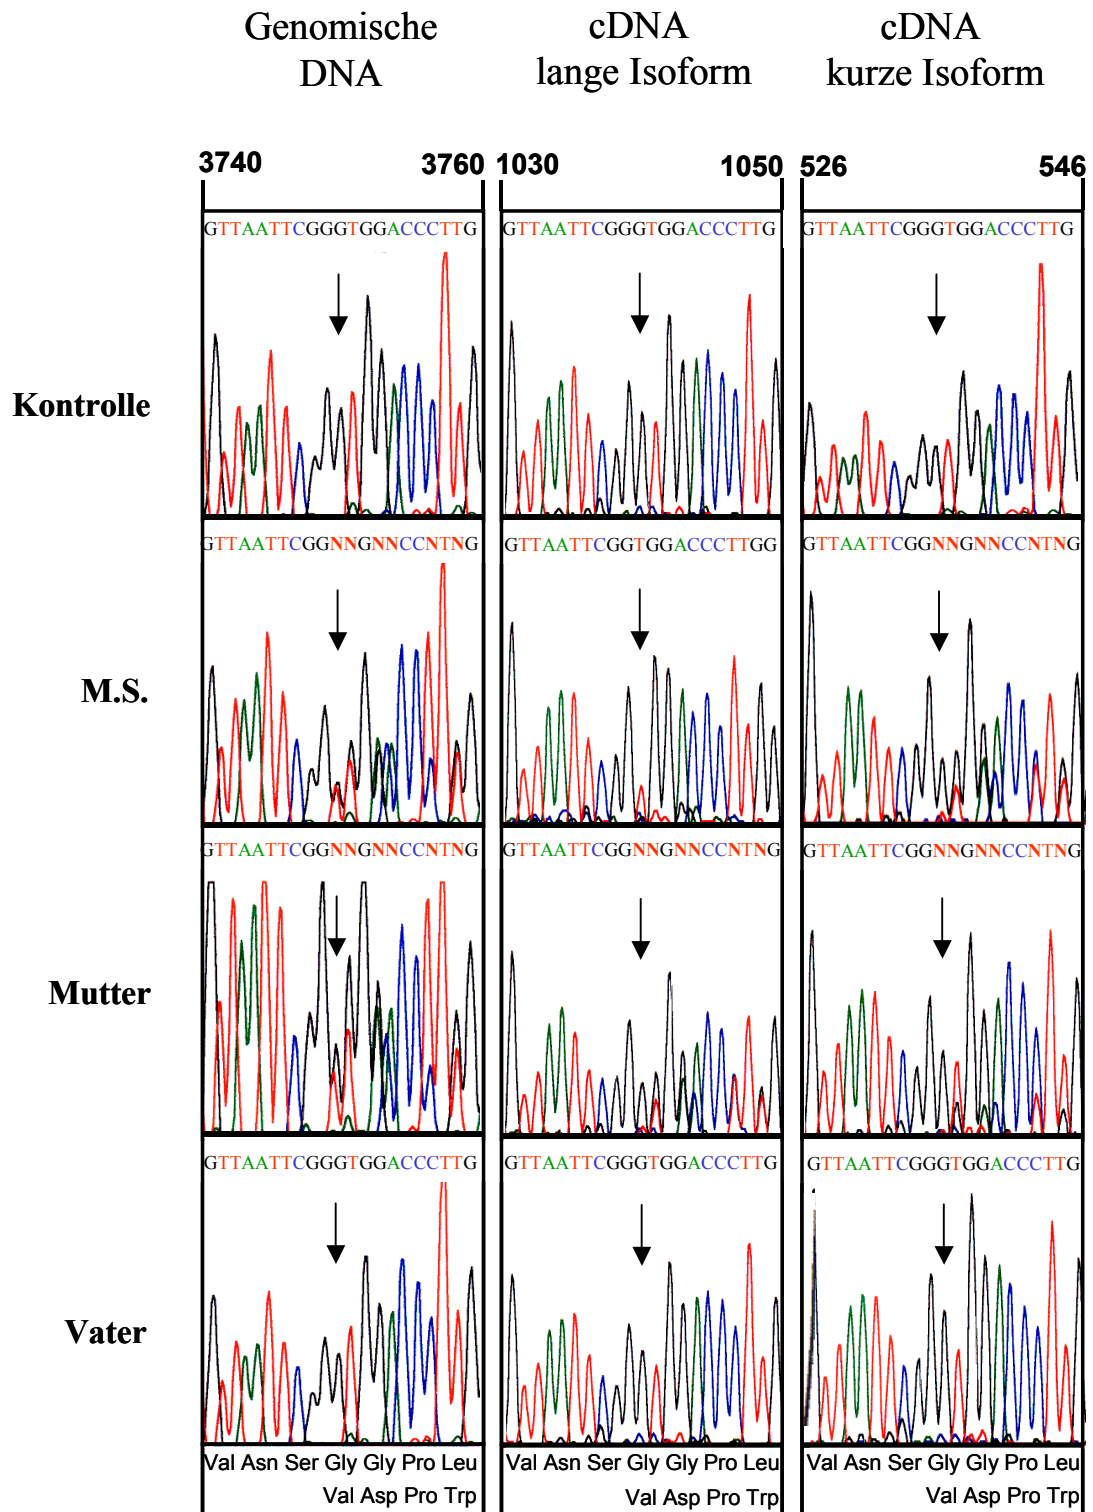 Genomische DNA
cDNA lange Isoform
cDNA kurze Isoform
3740 3760 1030 1050 526 546
GTTAATTCGGGTGGACCCTTG GTTAATTCGGGTGGACCCTTG GTTAATTCGGGTGGACCCTTG
Kontrolle
GTTAATTCGGNNGNNCCNTNG GTTAATTCGGTGGACCCTTGG GTTAATTCGGNNGNNCCNTNG
M.S.
GTTAATTCGGNNGNNCCNTNG GTTAATTCGGNNGNNCCNTNG GTTAATTCGGNNGNNCCNTNG
Mutter
GTTAATTCGGGTGGACCCTTG GTTAATTCGGGTGGACCCTTG GTTAATTCGGGTGGACCCTTG
Vater
Val Asn Ser Gly Gly Pro Leu Val Asn Ser Gly Gly Pro Leu Val Asn Ser Gly Gly Pro Leu
Val Asp Pro Trp Val Asp Pro Trp Val Asp Pro Trp